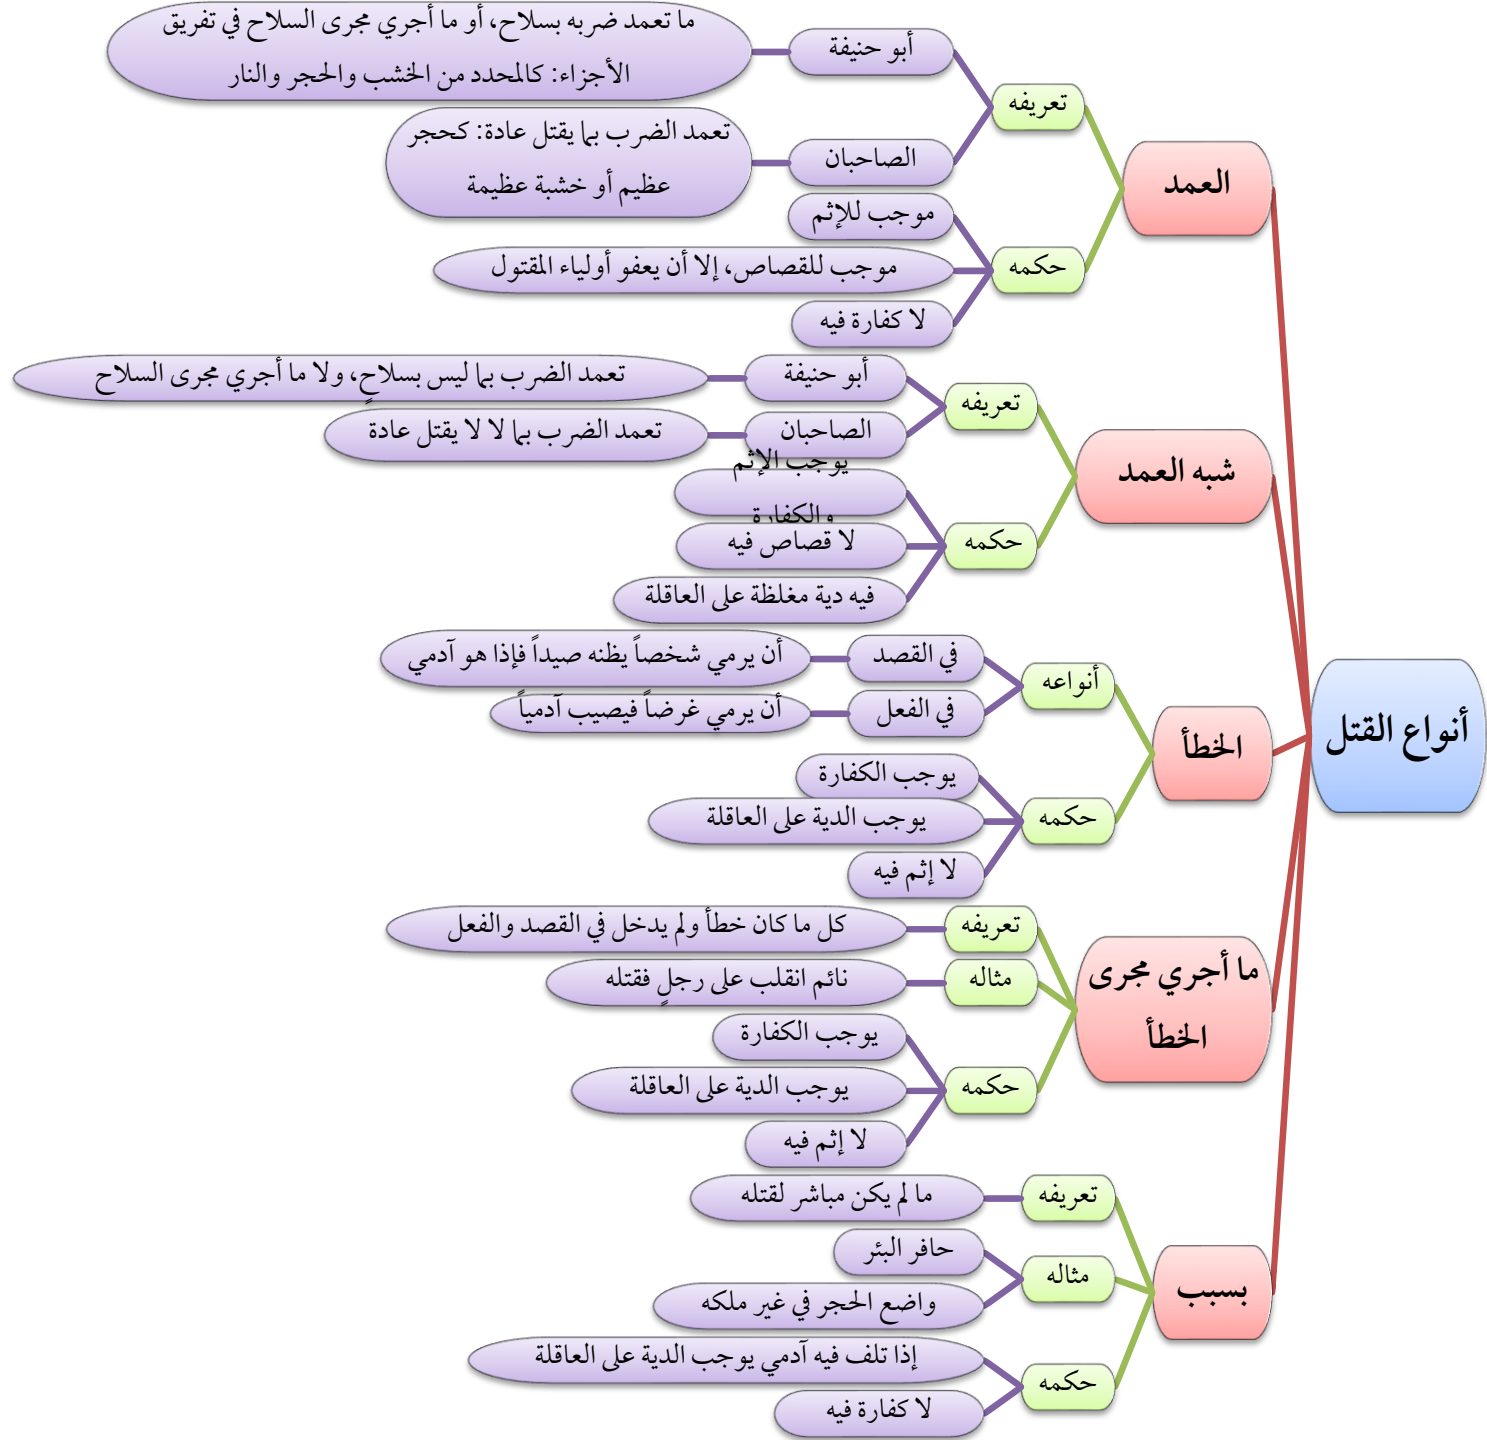 أنواع القتل
العمد
تعريفه
أبو حنيفة
ما تعمد ضربه بسلاح، أو ما أجري مجرى السلاح في تفريق
الأجزاء: كالمحدد من الخشب والحجر والنار
الصاحبان
تعمد الضرب بما يقتل عادة: كحجر
عظيم أو خشبة عظيمة
حكمه
موجب للإثم
موجب للقصاص، إلا أن يعفو أولياء المقتول
لا كفارة فيه
شبه العمد
تعريفه
أبو حنيفة
تعمد الضرب بما ليس بسلاحٍ، ولا ما أجري مجرى السلاح
الصاحبان
تعمد الضرب بما لا لا يقتل عادة
حكمه
يوجب الإثم
والكفارة
لا قصاص فيه
فيه دية مغلظة على العاقلة
الخطأ
أنواعه
في القصد
أن يرمي شخصاً يظنه صيداً فإذا هو آدمي
في الفعل
أن يرمي غرضاً فيصيب آدمياً
حكمه
يوجب الكفارة
يوجب الدية على العاقلة
لا إثم فيه
ما أجري مجرى
الخطأ
تعريفه
كل ما كان خطأ ولم يدخل في القصد والفعل
مثاله
نائم انقلب على رجلٍ فقتله
حكمه
يوجب الكفارة
يوجب الدية على العاقلة
لا إثم فيه
بسبب
تعريفه
ما لم يكن مباشر لقتله
مثاله
حافر البئر
واضع الحجر في غير ملكه
حكمه
إذا تلف فيه آدمي يوجب الدية على العاقلة
لا كفارة فيه